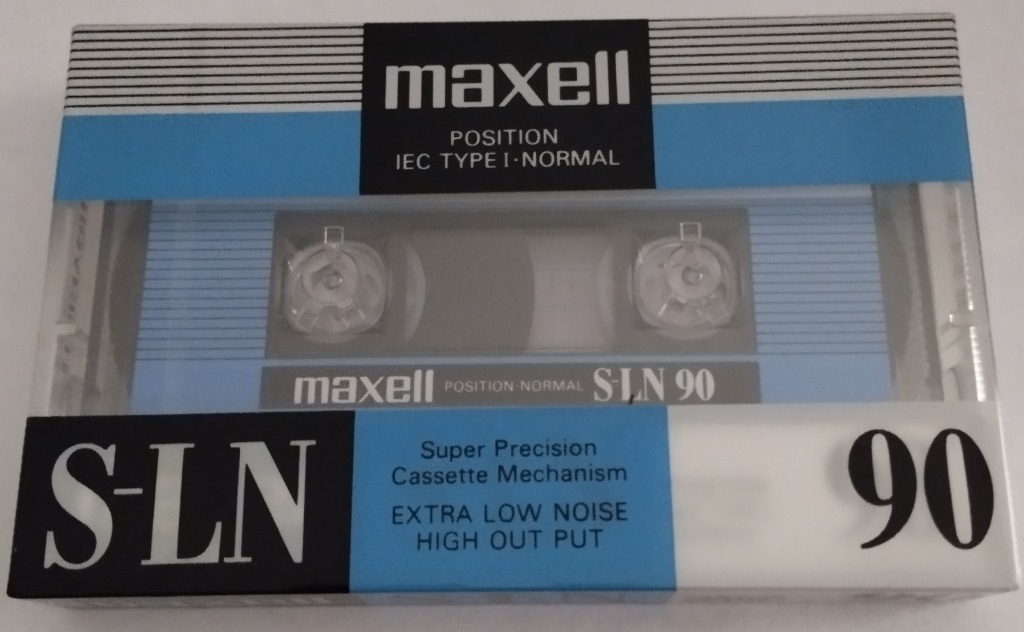 maxell
POSITION
IEC TYPE I·NORMAL
maxell POSITION·NORMAL S-LN 90
S-LN
Super Precision
Cassette Mechanism
EXTRA LOW NOISE
HIGH OUT PUT
90